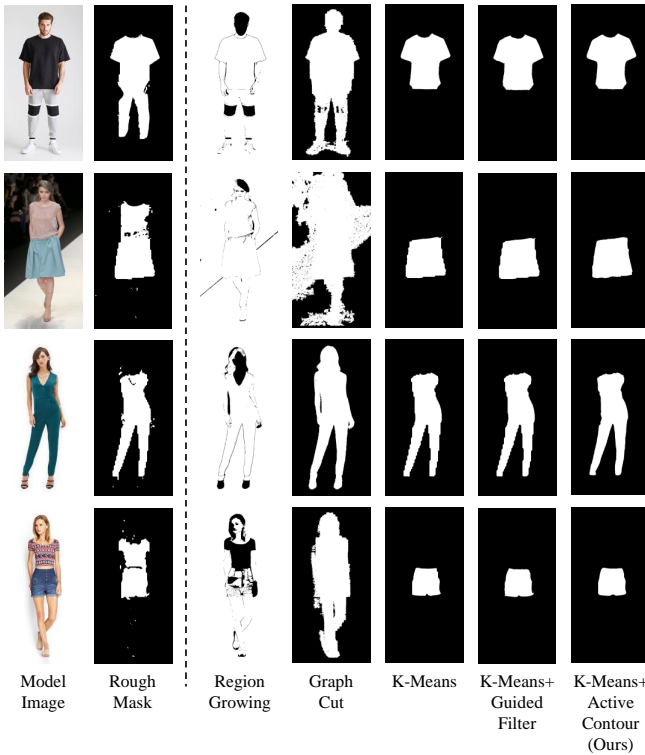 Model Image
Rough Mask
Region Growing
Graph Cut
K-Means
K-Means+ Guided Filter
K-Means+ Active Contour (Ours)